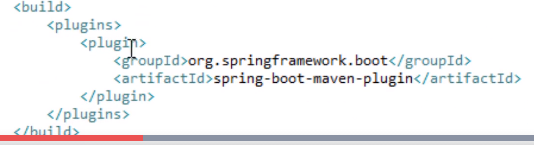 <build>
<plugins>
<plugin>
<groupId>org.springframework.boot</groupId>
<artifactId>spring-boot-maven-plugin</artifactId>
</plugin>
</plugins>
</build>